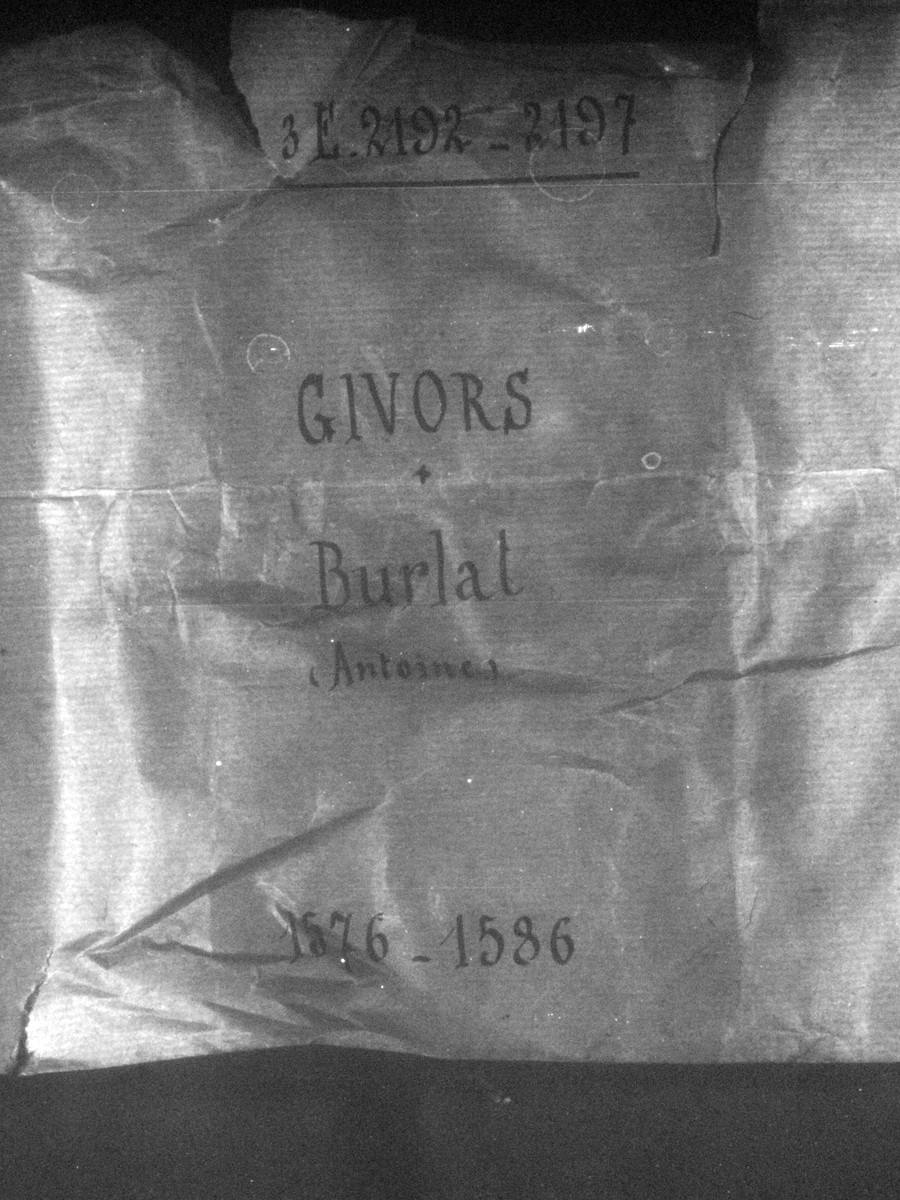 3 E. 2192 - 2197
GIVORS
Burlat
(Antoine)
1576 - 1586